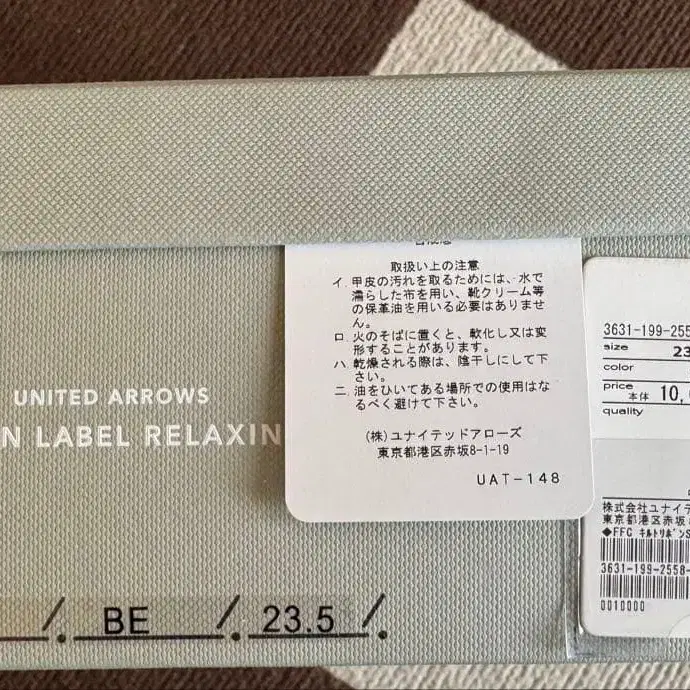 取扱い上の注意
イ. 甲皮の汚れを取るためには、水で
濡らした布を用い、靴クリーム等
の保革油を用いる必要はありませ
ん。
ロ. 火のそばに置くと、軟化し又は変
形することがあります。
ハ. 乾燥される際は、陰干しにして下
さい。
ニ. 油をひいてある場所での使用はな
るべく避けて下さい。
(株)ユナイテッドアローズ
東京都港区赤坂8-1-19
UAT-148
UNITED ARROWS
N LABEL RELAXIN
BE 23.5
3631-199-255
size 23
color
price
本体 10,
quality
株式会社ユナイテ
東京都港区赤坂
◆FFC キルトリボンS
3631-199-2558-
0010000